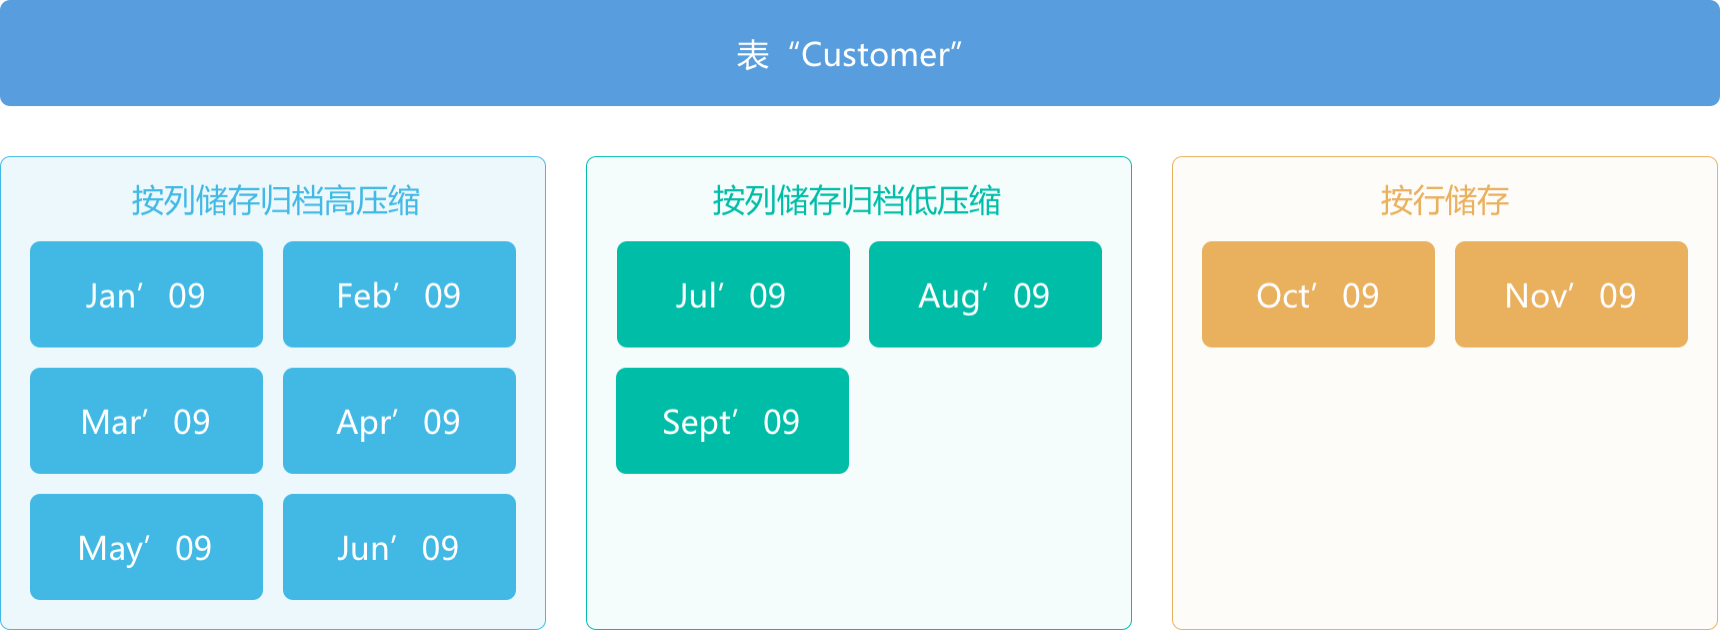 表 “Customer”
按列储存归档高压缩
Jan’ 09
Feb’ 09
Mar’ 09
Apr’ 09
May’ 09
Jun’ 09
按列储存归档低压缩
Jul’ 09
Aug’ 09
Sept’ 09
按行储存
Oct’ 09
Nov’ 09